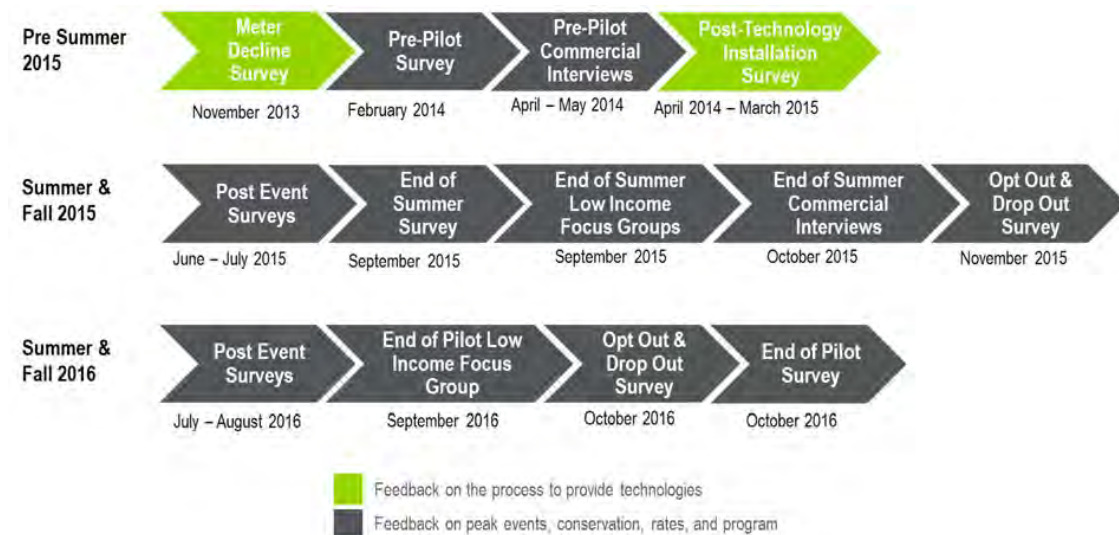 Pre Summer
2015
Meter
Decline
Survey
November 2013
Pre-Pilot
Survey
February 2014
Pre-Pilot
Commercial
Interviews
April – May 2014
Post-Technology
Installation
Survey
April 2014 – March 2015
Summer &
Fall 2015
Post Event
Surveys
June – July 2015
End of
Summer
Survey
September 2015
End of Summer
Low Income
Focus Groups
September 2015
End of Summer
Commercial
Interviews
October 2015
Opt Out &
Drop Out
Survey
November 2015
Summer &
Fall 2016
Post Event
Surveys
July – August 2016
End of Pilot Low
Income Focus
Group
September 2016
Opt Out &
Drop Out
Survey
October 2016
End of Pilot
Survey
October 2016
Feedback on the process to provide technologies
Feedback on peak events, conservation, rates, and program